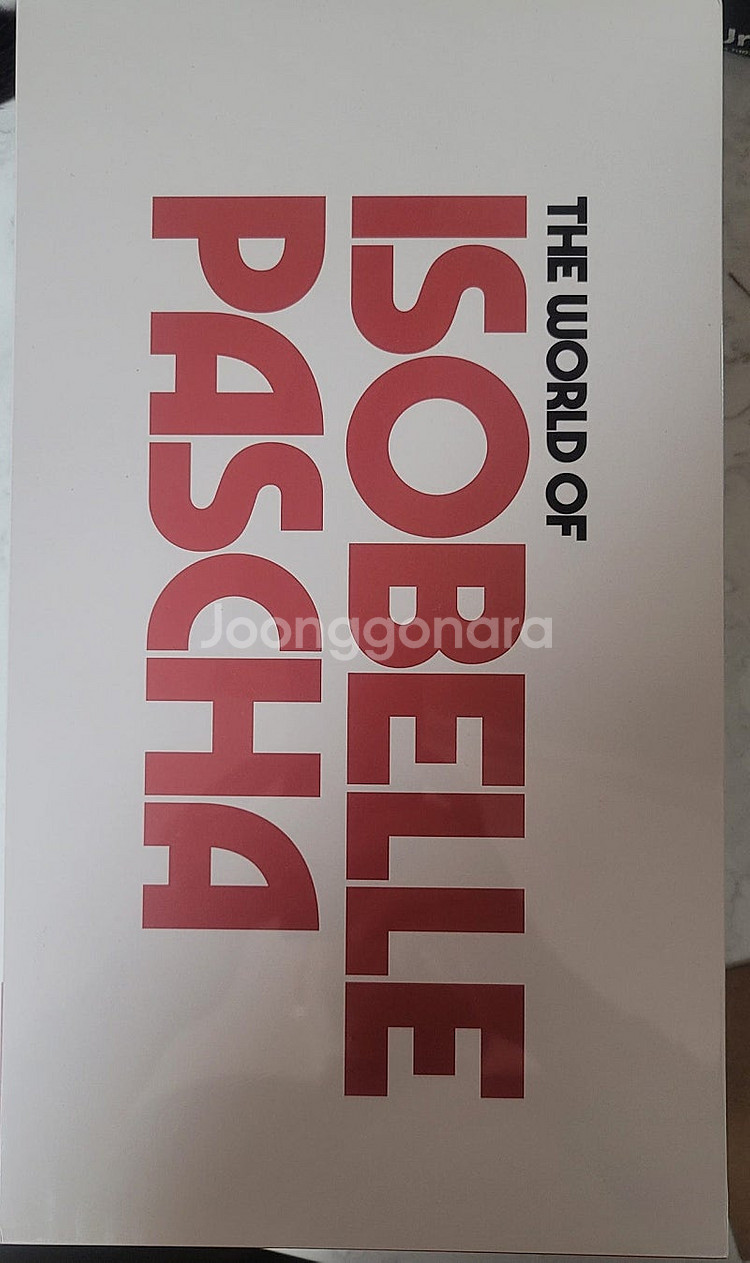 THE WORLD OF
ISOBELLE
PASCHA
Joonggonara